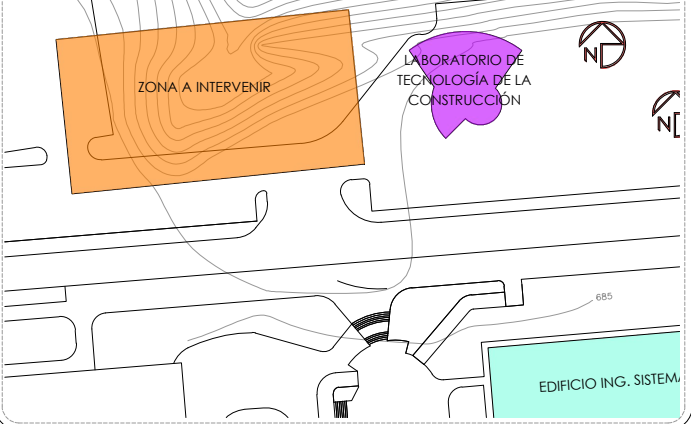 ZONA A INTERVENIR
LABORATORIO DE
TECNOLOGÍA DE LA
CONSTRUCCIÓN
N
N
685
EDIFICIO ING. SISTEMA